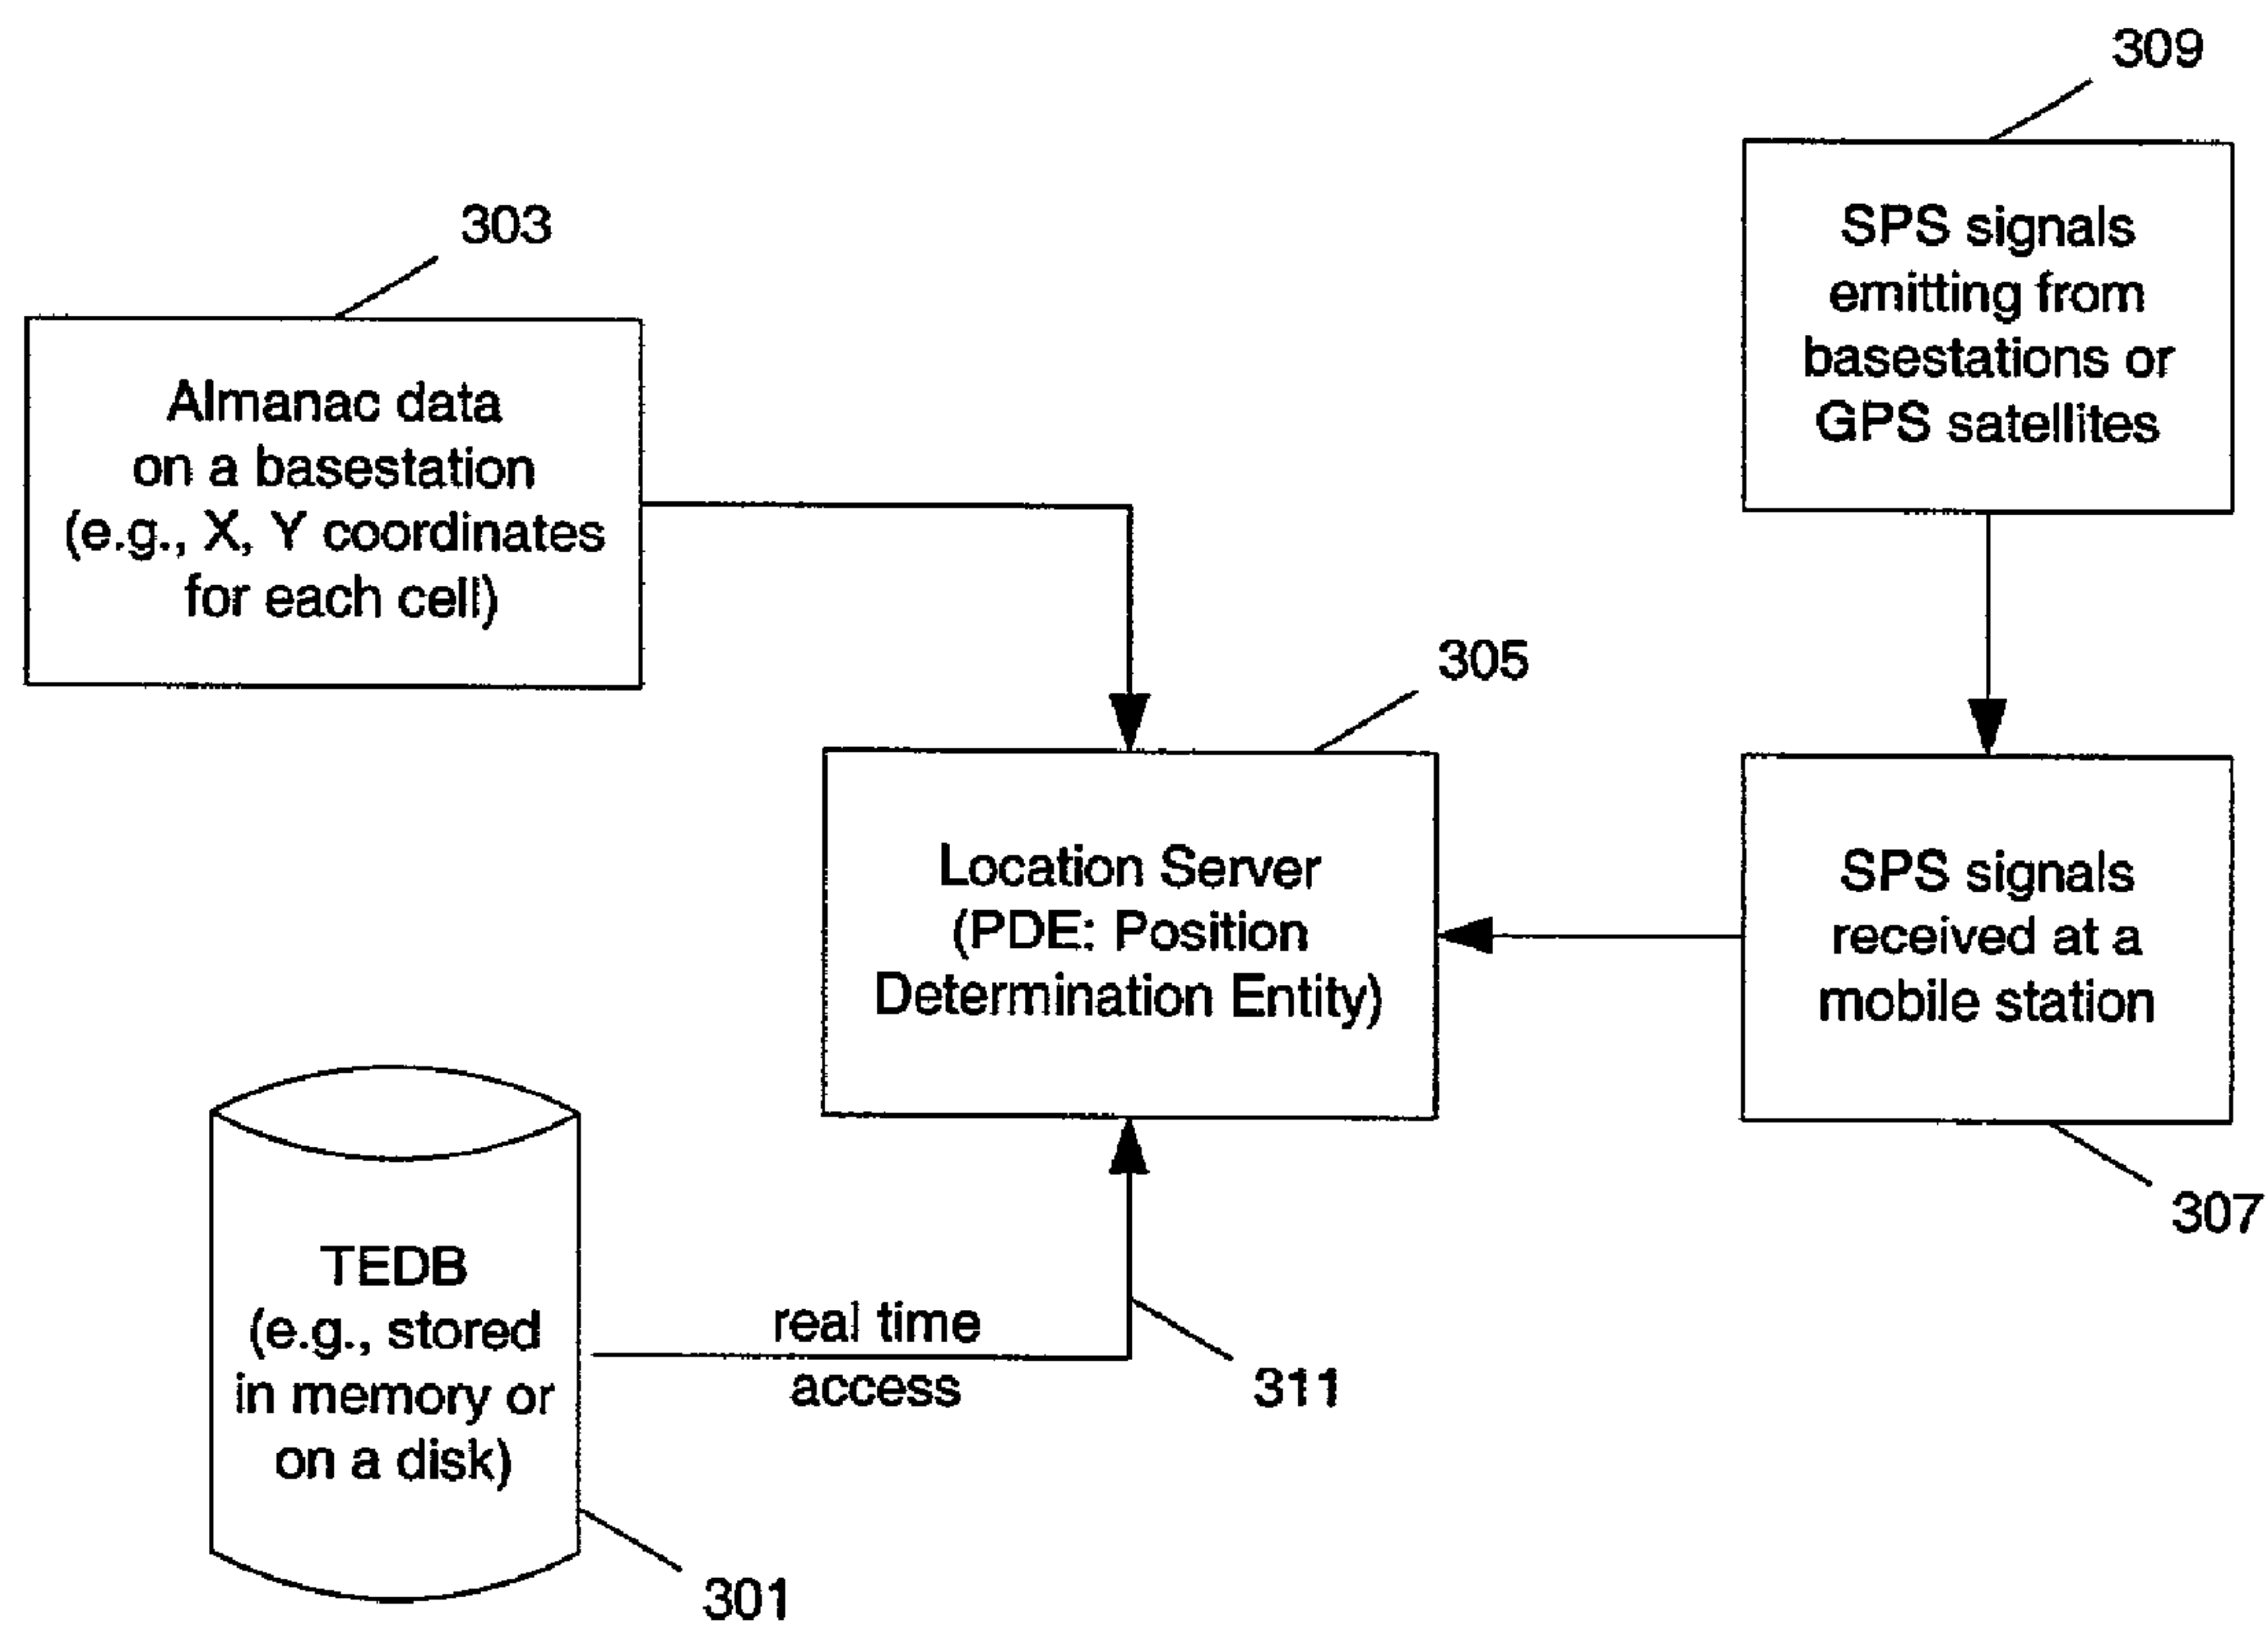 309
SPS signals
emitting from
basestations or
GPS satellites
303
Almanac data
on a basestation
(e.g., X, Y coordinates
for each cell)
305
Location Server
(PDE: Position
Determination Entity)
SPS signals
received at a
mobile station
307
TEDB
(e.g., stored
in memory or
on a disk)
real time
access
311
301